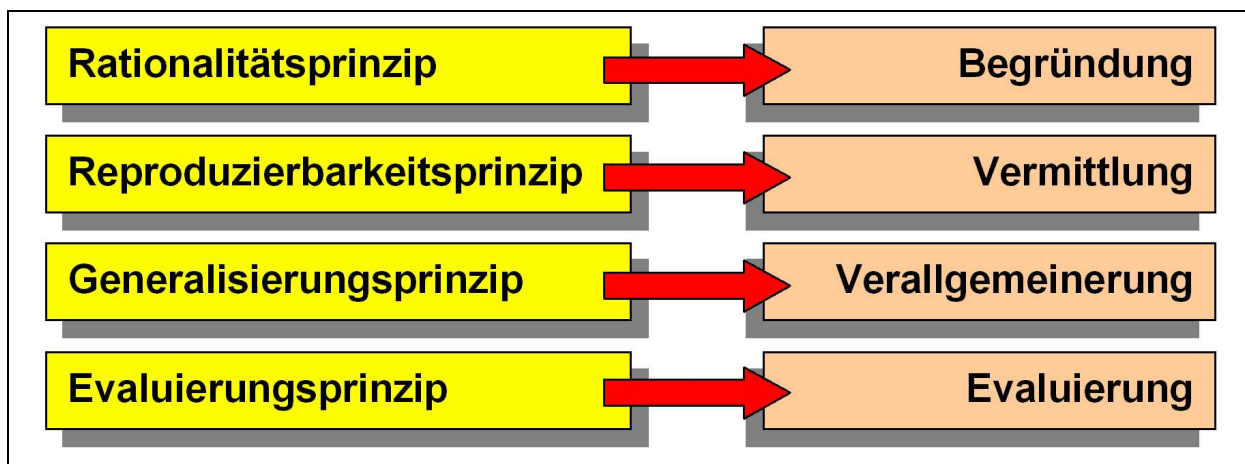 Rationalitätsprinzip Begründung
Reproduzierbarkeitsprinzip Vermittlung
Generalisierungsprinzip Verallgemeinerung
Evaluierungsprinzip Evaluierung